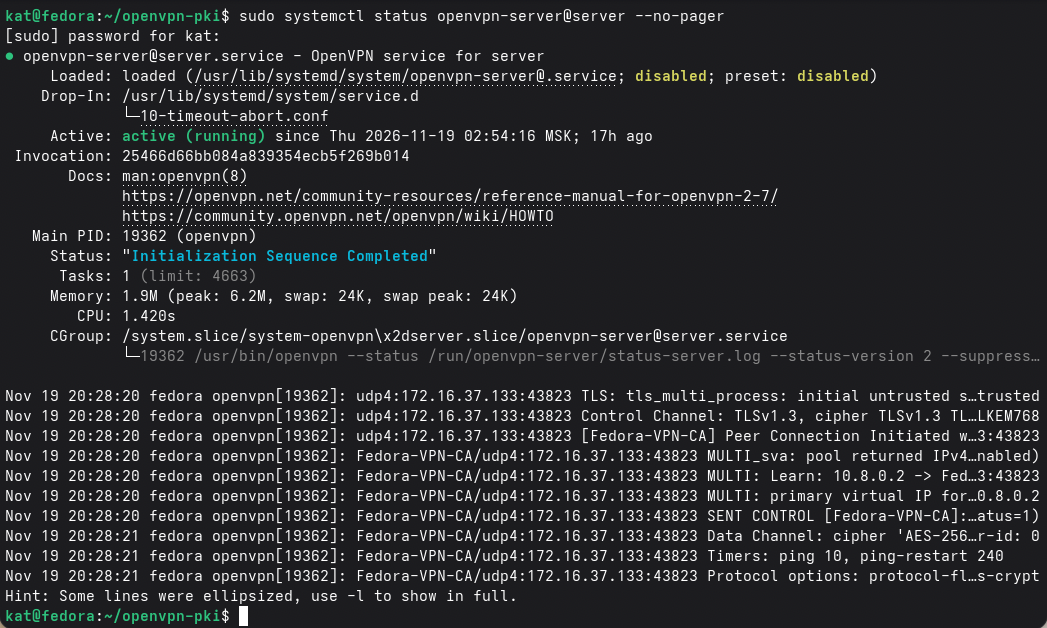 kat@fedora:~/openvpn-pki$ sudo systemctl status openvpn-server@server --no-pager
[sudo] password for kat:
● openvpn-server@server.service - OpenVPN service for server
     Loaded: loaded (/usr/lib/systemd/system/openvpn-server@.service; disabled; preset: disabled)
    Drop-In: /usr/lib/systemd/system/service.d
             └─10-timeout-abort.conf
     Active: active (running) since Thu 2026-11-19 02:54:16 MSK; 17h ago
 Invocation: 25466d66bb084a839354ecb5f269b014
       Docs: man:openvpn(8)
             https://openvpn.net/community-resources/reference-manual-for-openvpn-2-7/
             https://community.openvpn.net/openvpn/wiki/HOWTO
   Main PID: 19362 (openvpn)
     Status: "Initialization Sequence Completed"
      Tasks: 1 (limit: 4663)
     Memory: 1.9M (peak: 6.2M, swap: 24K, swap peak: 24K)
        CPU: 1.420s
     CGroup: /system.slice/system-openvpn\x2dserver.slice/openvpn-server@server.service
             └─19362 /usr/bin/openvpn --status /run/openvpn-server/status-server.log --status-version 2 --suppress…
Nov 19 20:28:20 fedora openvpn[19362]: udp4:172.16.37.133:43823 TLS: tls_multi_process: initial untrusted s…trusted
Nov 19 20:28:20 fedora openvpn[19362]: udp4:172.16.37.133:43823 Control Channel: TLSv1.3, cipher TLSv1.3 TL…LKEM768
Nov 19 20:28:20 fedora openvpn[19362]: udp4:172.16.37.133:43823 [Fedora-VPN-CA] Peer Connection Initiated w…3:43823
Nov 19 20:28:20 fedora openvpn[19362]: Fedora-VPN-CA/udp4:172.16.37.133:43823 MULTI_sva: pool returned IPv4…nabled)
Nov 19 20:28:20 fedora openvpn[19362]: Fedora-VPN-CA/udp4:172.16.37.133:43823 MULTI: Learn: 10.8.0.2 -> Fed…3:43823
Nov 19 20:28:20 fedora openvpn[19362]: Fedora-VPN-CA/udp4:172.16.37.133:43823 MULTI: primary virtual IP for…0.8.0.2
Nov 19 20:28:20 fedora openvpn[19362]: Fedora-VPN-CA/udp4:172.16.37.133:43823 SENT CONTROL [Fedora-VPN-CA]:…atus=1)
Nov 19 20:28:21 fedora openvpn[19362]: Fedora-VPN-CA/udp4:172.16.37.133:43823 Data Channel: cipher 'AES-256…r-id: 0
Nov 19 20:28:21 fedora openvpn[19362]: Fedora-VPN-CA/udp4:172.16.37.133:43823 Timers: ping 10, ping-restart 240
Nov 19 20:28:21 fedora openvpn[19362]: Fedora-VPN-CA/udp4:172.16.37.133:43823 Protocol options: protocol-fl…s-crypt
Hint: Some lines were ellipsized, use -l to show in full.
kat@fedora:~/openvpn-pki$